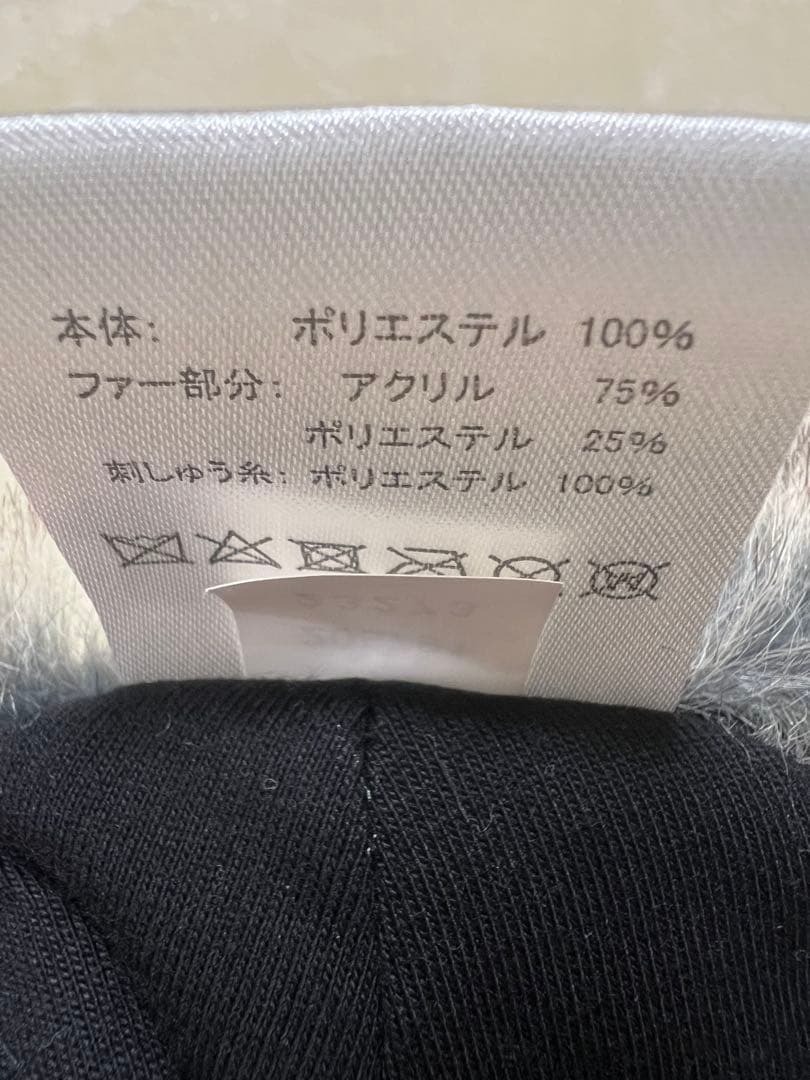 本体: ポリエステル 100%
ファー部分: アクリル 75%
ポリエステル 25%
刺しゅう糸: ポリエステル 100%